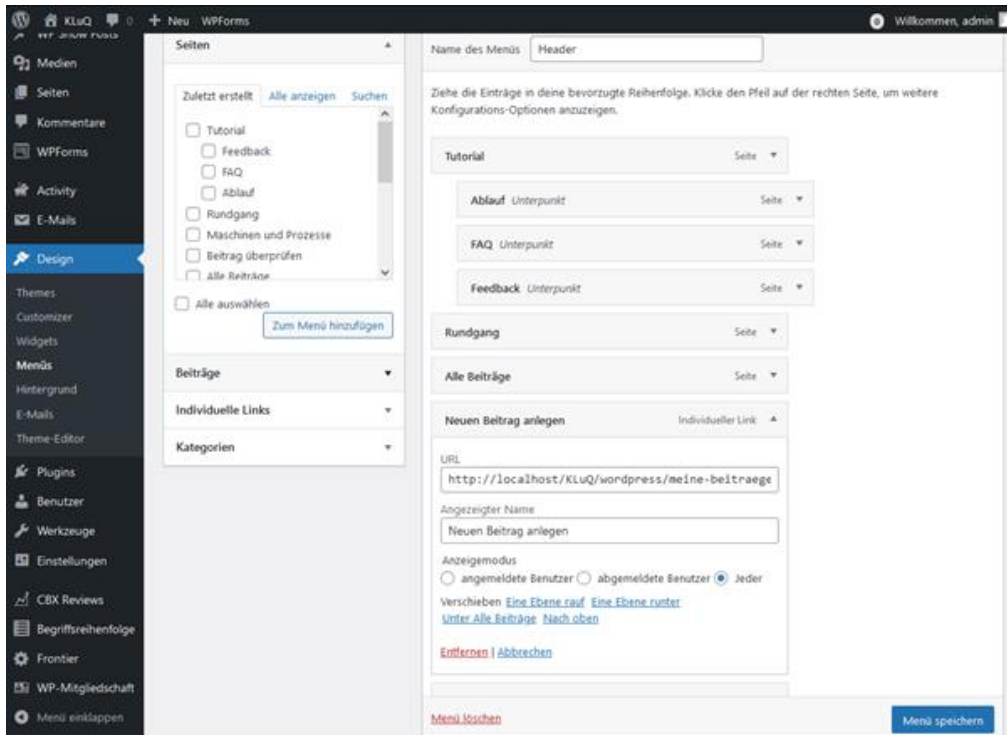 KLuQ 0 + Neu WPForms Willkommen, admin
WP Show Posts
Medien
Seiten
Kommentare
WPForms
Activity
E-Mails
Design
Themes
Customizer
Widgets
Menüs
Hintergrund
E-Mails
Theme-Editor
Plugins
Benutzer
Werkzeuge
Einstellungen
CBX Reviews
Begriffsreihenfolge
Frontier
WP-Mitgliedschaft
Menü einklappen
Seiten
Zuletzt erstellt Alle anzeigen Suchen
Tutorial
Feedback
FAQ
Ablauf
Rundgang
Maschinen und Prozesse
Beitrag überprüfen
Alle Beiträge
Alle auswählen
Zum Menü hinzufügen
Beiträge
Individuelle Links
Kategorien
Name des Menüs Header
Ziehe die Einträge in deine bevorzugte Reihenfolge. Klicke den Pfeil auf der rechten Seite, um weitere
Konfigurations-Optionen anzuzeigen.
Tutorial Seite
Ablauf Unterpunkt Seite
FAQ Unterpunkt Seite
Feedback Unterpunkt Seite
Rundgang Seite
Alle Beiträge Seite
Neuen Beitrag anlegen Individueller Link
URL
http://localhost/KLuQ/wordpress/meine-beitraege
Angezeigter Name
Neuen Beitrag anlegen
Anzeigemodus
angemeldete Benutzer abgemeldete Benutzer Jeder
Verschieben Eine Ebene rauf Eine Ebene runter
Unter Alle Beiträge Nach oben
Entfernen | Abbrechen
Menü löschen Menü speichern